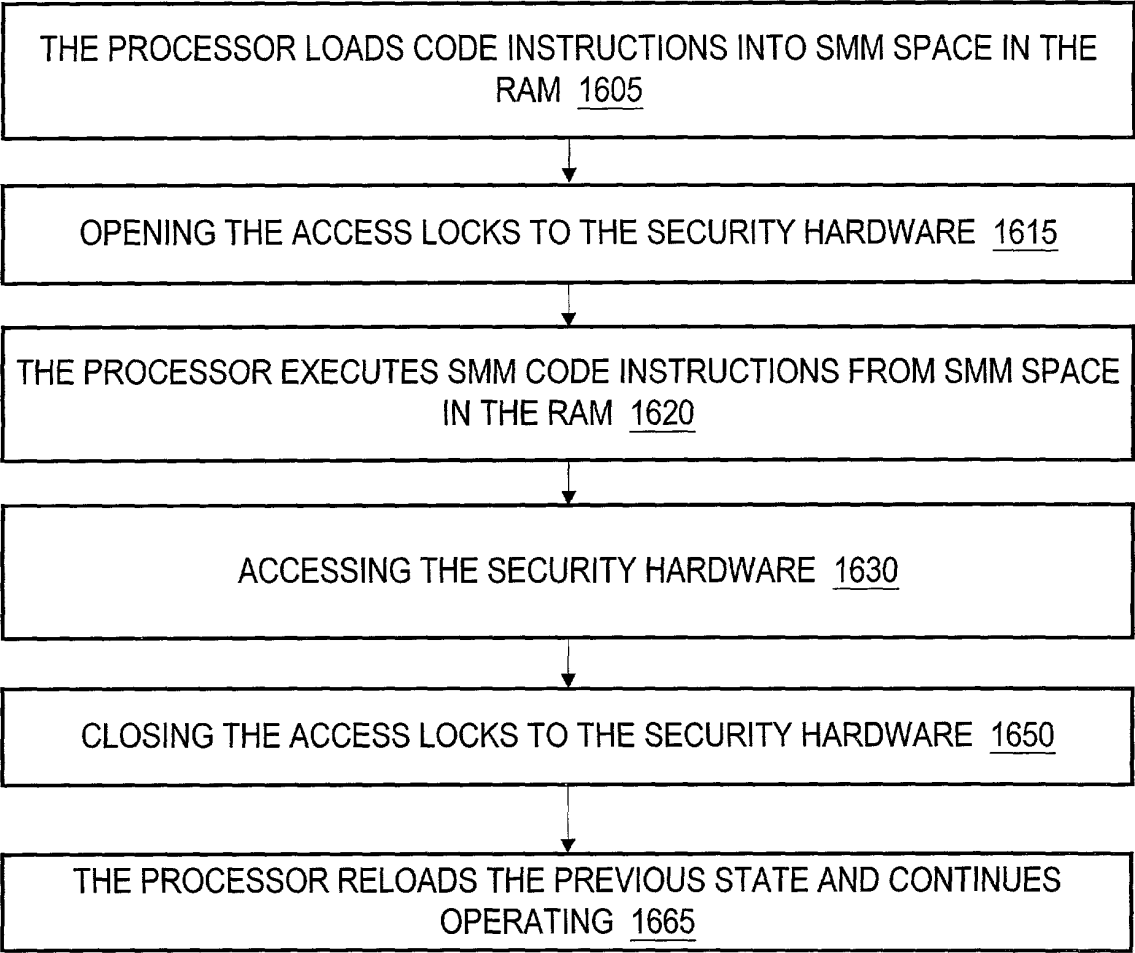 THE PROCESSOR LOADS CODE INSTRUCTIONS INTO SMM SPACE IN THE
RAM 1605
OPENING THE ACCESS LOCKS TO THE SECURITY HARDWARE 1615
THE PROCESSOR EXECUTES SMM CODE INSTRUCTIONS FROM SMM SPACE
IN THE RAM 1620
ACCESSING THE SECURITY HARDWARE 1630
CLOSING THE ACCESS LOCKS TO THE SECURITY HARDWARE 1650
THE PROCESSOR RELOADS THE PREVIOUS STATE AND CONTINUES
OPERATING 1665